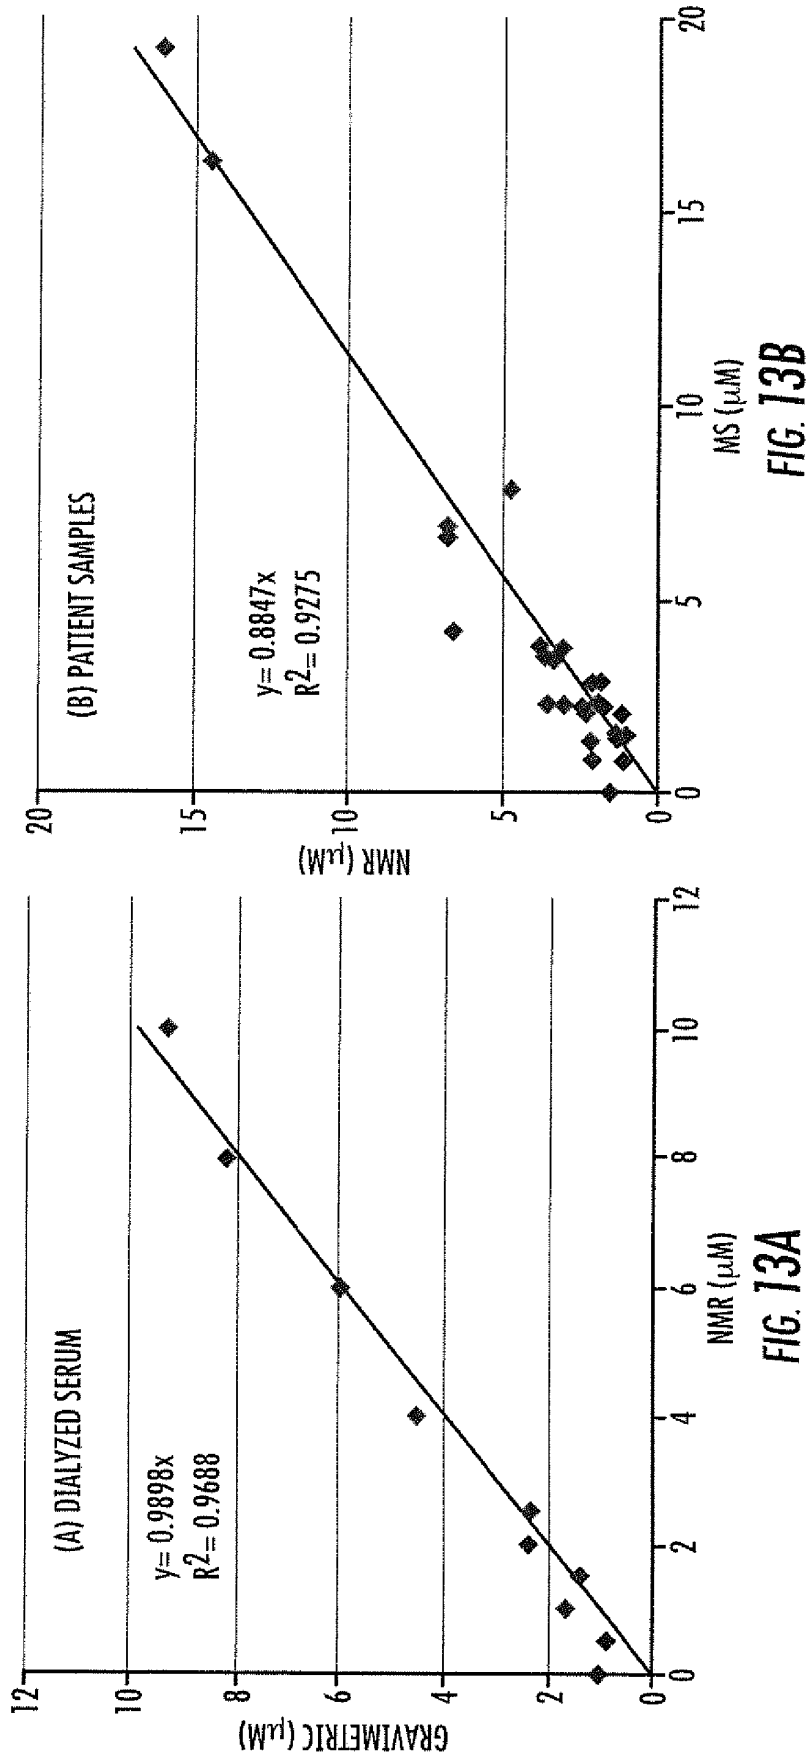 (A) DIALYZED SERUM
y= 0.9898x
R2= 0.9688
12
10
8
6
4
2
0
GRAVIMETRIC (µM)
0
2
4
6
8
10
12
NMR (µM)
FIG. 13A
(B) PATIENT SAMPLES
y= 0.8847x
R2= 0.9275
20
15
10
5
0
NMR (µM)
0
5
10
15
20
MS (µM)
FIG. 13B